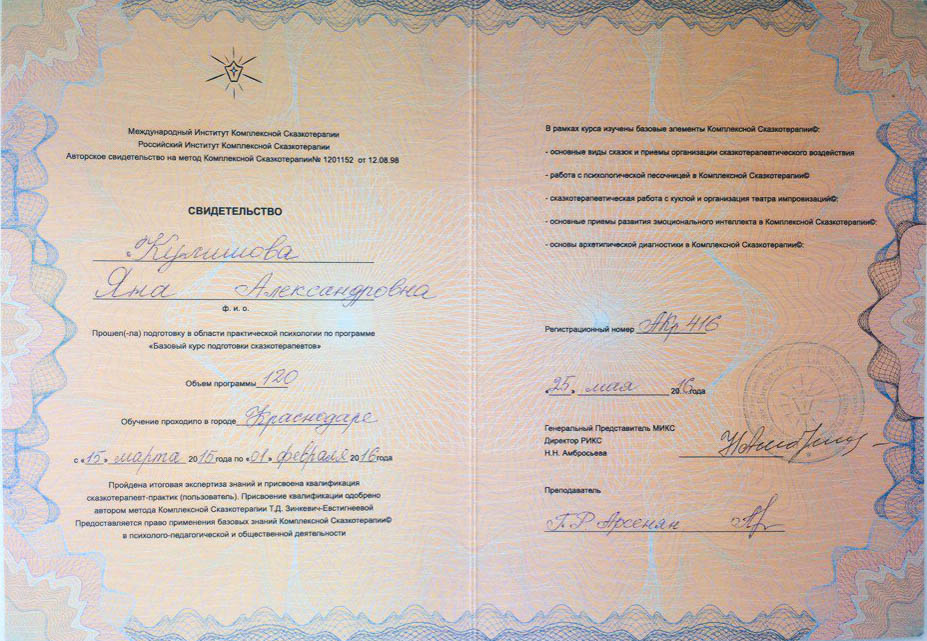 Международный Институт Комплексной Сказкотерапии
Российский Институт Комплексной Сказкотерапии
Авторское свидетельство на метод Комплексной Сказкотерапии№ 1201152 от 12.08.98
СВИДЕТЕЛЬСТВО
Яна Александровна
ф. и. о.
Прошел(-ла) подготовку в области практической психологии по программе
«Базовый курс подготовки сказкотерапевтов»
Объем программы 120
Обучение проходило в городе Краснодаре
с «15» марта 2015 года по «01» февраля 2016года
Пройдена итоговая экспертиза знаний и присвоена квалификация
сказкотерапевт-практик (пользователь). Присвоение квалификации одобрено
автором метода Комплексной Сказкотерапии Т.Д. Зинкевич-Евстигнеевой
Предоставляется право применения базовых знаний Комплексной Сказкотерапии©
в психолого-педагогической и общественной деятельности
В рамках курса изучены базовые элементы Комплексной Сказкотерапии©:
- основные виды сказок и приемы организации сказкотерапевтического воздействия
- работа с психологической песочницей в Комплексной Сказкотерапии©
- сказкотерапевтическая работа с куклой и организация театра импровизаций©:
- основные приемы развития эмоционального интеллекта в Комплексной Сказкотерапии©:
- основы архетипической диагностики в Комплексной Сказкотерапии©:
Регистрационный номер АКр 416
«25» мая 2016года
Генеральный Представитель МИКС
Директор РИКС
Н.Н. Амбросьева
Преподаватель
Г.Р Арсенян